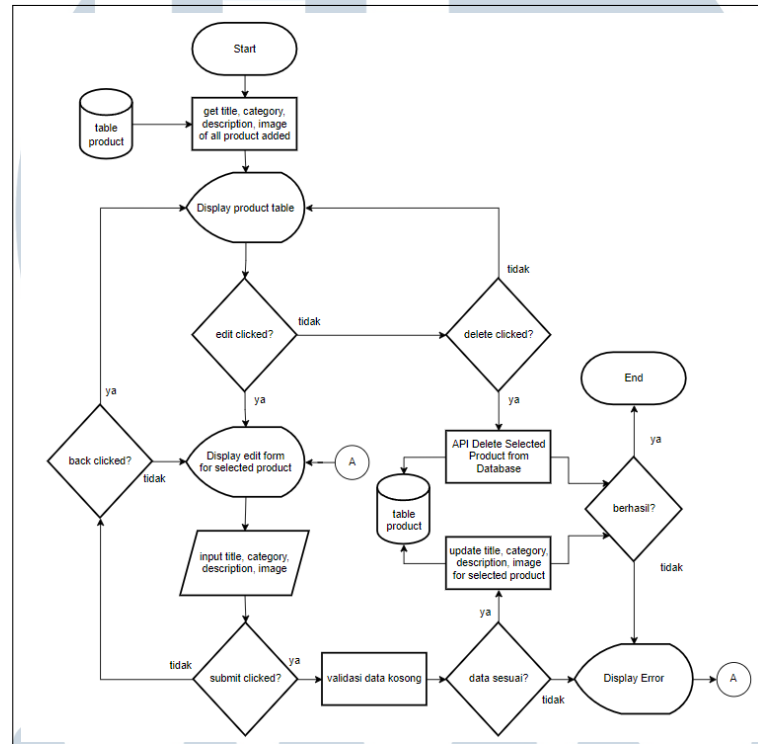 Start
table
product
get title, category,
description, image
of all product added
Display product table
tidak
edit clicked?
tidak
delete clicked?
End
ya
ya
ya
ya
back clicked?
tidak
Display edit form
for selected product
A
API Delete Selected
Product from
Database
berhasil?
table
product
input title, category,
description, image
update title, category,
description, image
for selected product
tidak
ya
tidak
submit clicked?
ya
validasi data kosong
data sesuai?
tidak
Display Error
A